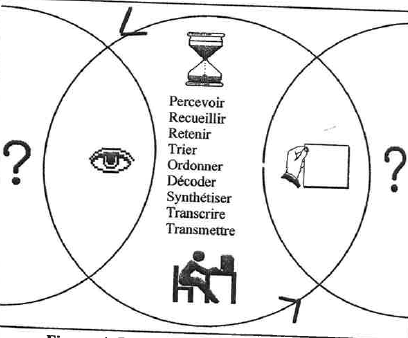 ?
Percevoir
Recueillir
Retenir
Trier
Ordonner
Décoder
Synthétiser
Transcrire
Transmettre
?